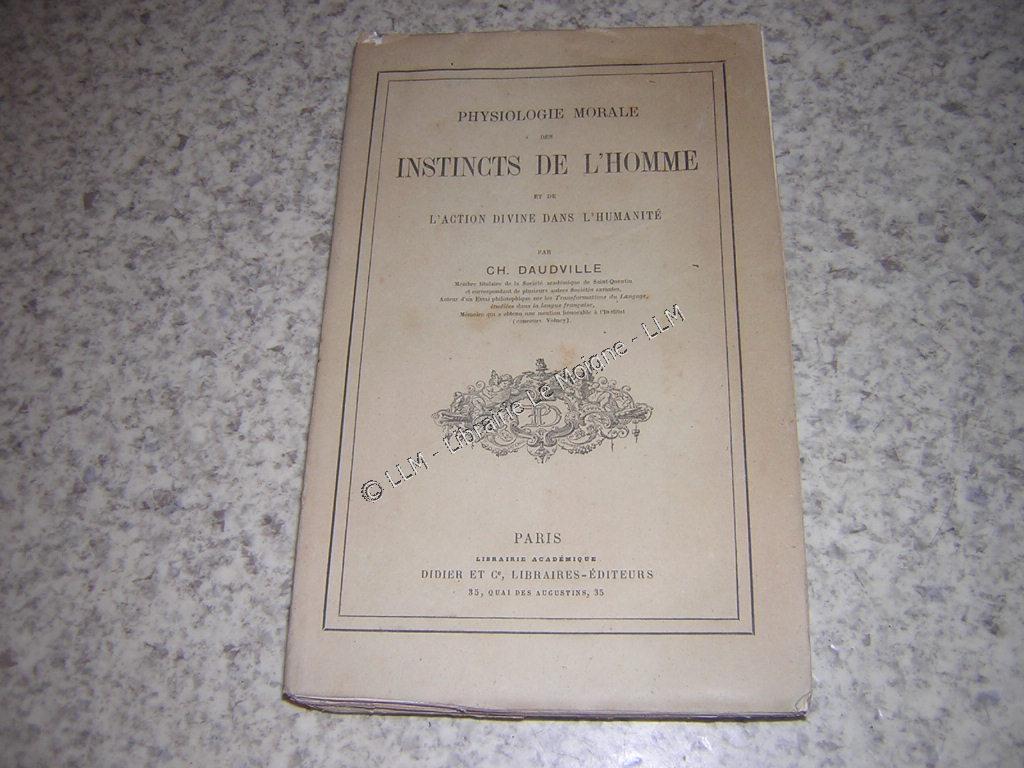 PHYSIOLOGIE MORALE
DES
INSTINCTS DE L'HOMME
ET DE
L'ACTION DIVINE DANS L'HUMANITÉ
PAR
CH. DAUDVILLE
Membre titulaire de la Société académique de Saint-Quentin
et correspondant de plusieurs autres Sociétés savantes,
Auteur d'un Essai philosophique sur les Transformations du Langage,
étudiées dans la langue française,
Mémoire qui a obtenu une mention honorable à l'Institut
(concours Volney).
D
© LLM - Librairie Le Moigne - LLM
PARIS
LIBRAIRIE ACADÉMIQUE
DIDIER ET Ce, LIBRAIRES-ÉDITEURS
35, QUAI DES AUGUSTINS, 35